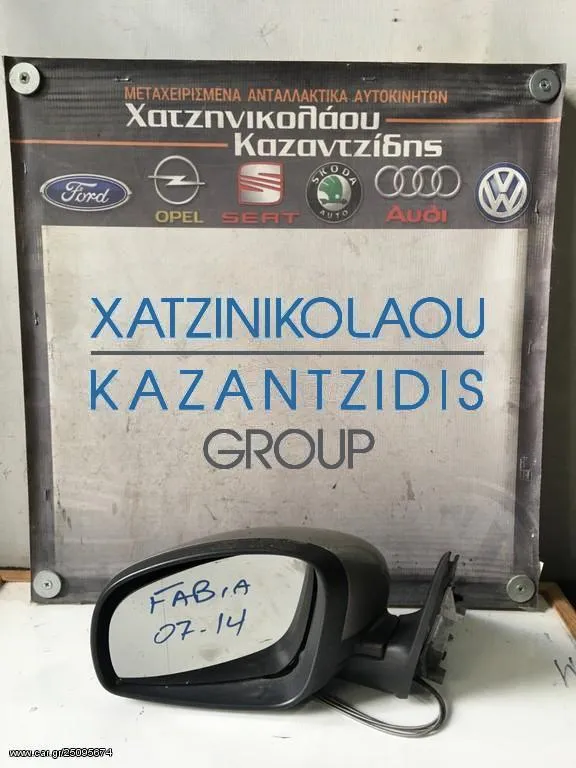 ΜΕΤΑΧΕΙΡΙΣΜΕΝΑ ΑΝΤΑΛΛΑΚΤΙΚΑ ΑΥΤΟΚΙΝΗΤΩΝ
Χατζηνικολάου
Καζαντζίδης
Ford
OPEL
SEAT
SKODA
AUTO
Audi
XATZINIKOLAOU
KAZANTZIDIS
GROUP
FABIA
07-14
www.car.gr/25095674